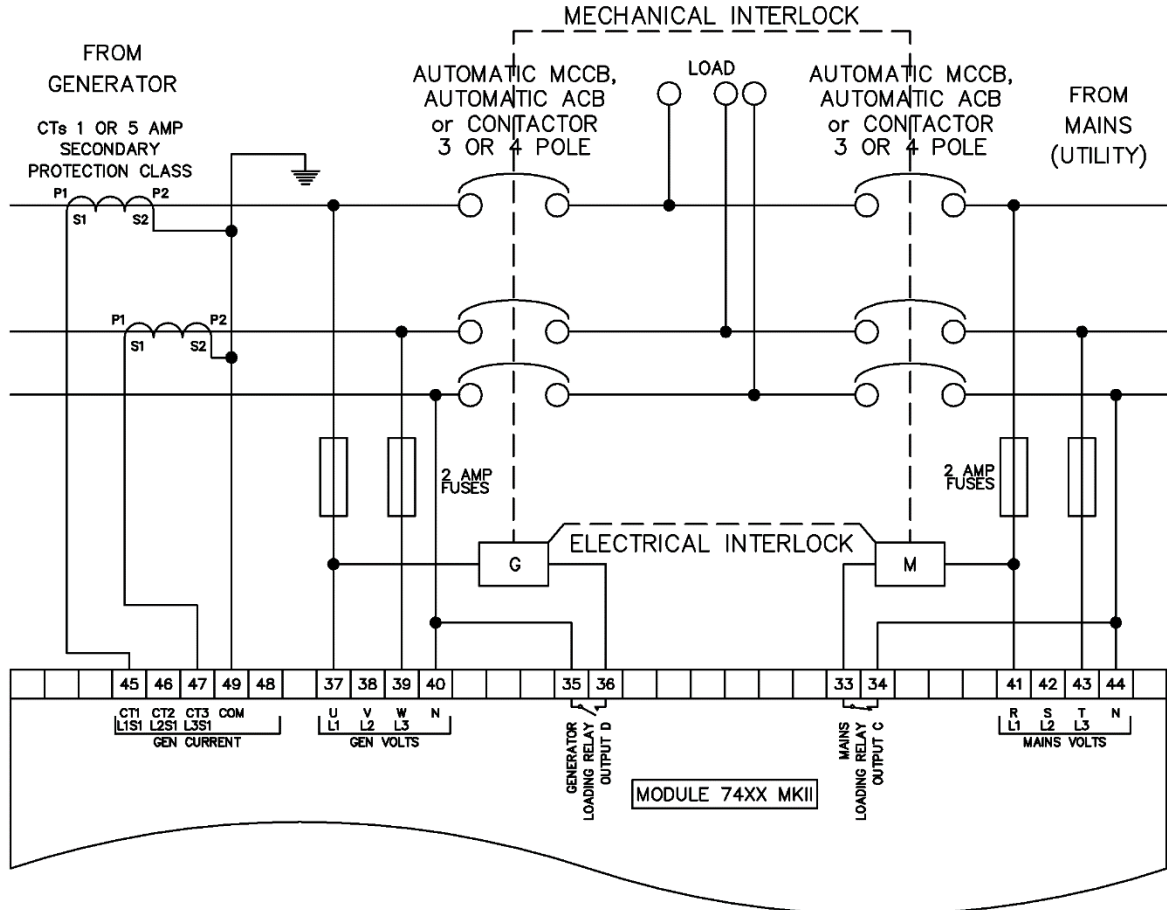 MECHANICAL INTERLOCK
FROM
GENERATOR
CTs 1 OR 5 AMP
SECONDARY
PROTECTION CLASS
AUTOMATIC MCCB,
AUTOMATIC ACB
or CONTACTOR
3 OR 4 POLE
LOAD
AUTOMATIC MCCB,
AUTOMATIC ACB
or CONTACTOR
3 OR 4 POLE
FROM
MAINS
(UTILITY)
P1 P2
S1 S2
P1 P2
S1 S2
2 AMP
FUSES
2 AMP
FUSES
ELECTRICAL INTERLOCK
G
M
45 46 47 49 48 37 38 39 40 35 36 33 34 41 42 43 44
CT1 CT2 CT3 COM
L1S1 L2S1 L3S1
GEN CURRENT
U V W N
L1 L2 L3
GEN VOLTS
GENERATOR
LOADING RELAY
OUTPUT D
MAINS
LOADING RELAY
OUTPUT C
R S T N
L1 L2 L3
MAINS VOLTS
MODULE 74XX MKII